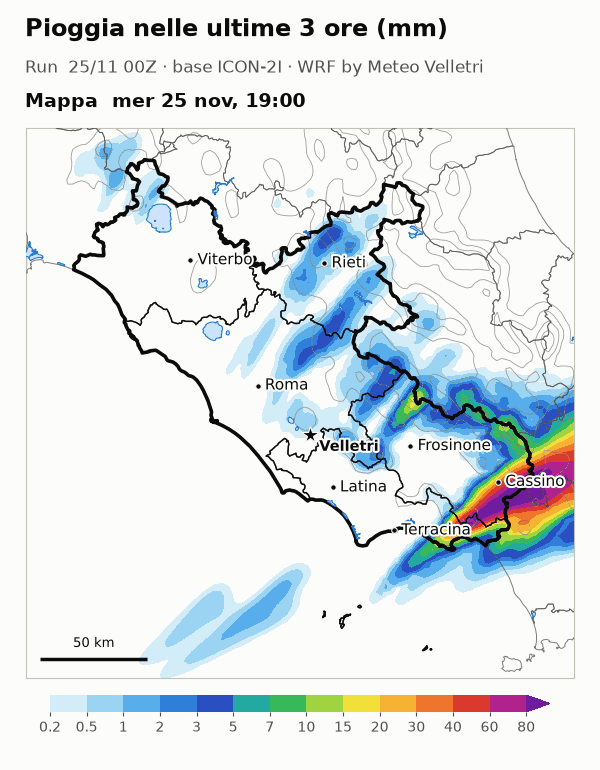 Pioggia nelle ultime 3 ore (mm)
Run  25/11 00Z · base ICON-2I · WRF by Meteo Velletri
Mappa  mer 25 nov, 19:00
Viterbo
Rieti
Roma
Velletri
Frosinone
Latina
Cassino
Terracina
50 km
0.2 0.5 1 2 3 5 7 10 15 20 30 40 60 80